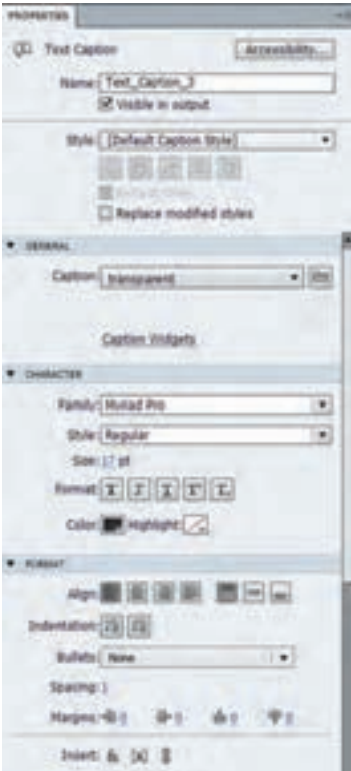 PROPERTIES
Text Caption
Accessibility...
Name: Text_Caption_3
Visible in output
Style: [Default Caption Style]
Replace modified styles
GENERAL
Caption: transparent
Caption Widgets
CHARACTER
Family: Myriad Pro
Style: Regular
Size: 17 pt
Format: T T T T T
Color: Highlight:
FORMAT
Align:
Indentation:
Bullets: None
Spacing: 1
Margins:
Insert: